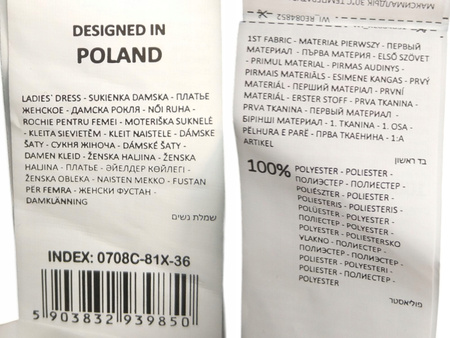 DESIGNED IN
POLAND
LADIES` DRESS - SUKIENKA DAMSKA - ПЛАТЬЕ
ЖЕНСКОЕ - ДАМСКА РОКЛЯ - NŐI RUHA -
ROCHIE PENTRU FEMEI - MOTERIŠKA SUKNELĖ
- KLEITA SIEVIETĒM - KLEIT NAISTELE - DÁMSKE
ŠATY - СУКНЯ ЖІНОЧА - DÁMSKÉ ŠATY -
DAMEN KLEID - ŽENSKA HALJINA - ŽENSKA
HALJINA - ПЛАТЬЕ - ӘЙЕЛДЕР КӨЙЛЕГІ -
ŽENSKA OBLEKA - NAISTEN MEKKO - FUSTAN
PER FEMRA - ЖЕНСКИ ФУСТАН -
DAMKLÄNNING
שמלת נשים
INDEX: 0708C-81X-36
5 903832 939850
МАКСИМАЛЬ
1ST FABRIC - MATERIAŁ PIERWSZY - ПЕРВЫЙ
МАТЕРИАЛ - ПЪРВА МАТЕРИЯ - ELSŐ SZÖVET
- PRIMUL MATERIAL - PIRMAS AUDINYS -
PIRMAIS MATERIĀLS - ESIMENE KANGAS - PRVÝ
MATERIÁL - ПЕРШИЙ МАТЕРІАЛ - PRVNÍ
MATERIÁL - ERSTER STOFF - PRVA TKANINA -
PRVA TKANINA - ПЕРВЫЙ МАТЕРИАЛ -
БІРІНШІ МАТЕРИАЛ - 1. TKANINA - 1. OSA -
PËLHURA E PARË - ПРВА ТКАЕНИНА - 1:A
ARTIKEL
בד ראשון
100% POLYESTER - POLIESTER -
ПОЛИЭСТЕР - ПОЛИЕСТЕР -
POLIÉSZTER - POLIESTER -
POLIESTERIS - POLIESTERIS -
POLÜESTER - POLYESTER -
ПОЛІЕСТЕР - POLYESTER -
POLYESTER - POLIESTERSKO
VLAKNO - ПОЛИЕСТЕР -
ПОЛИЭСТЕР - ПОЛИЭСТЕР -
POLIESTER - POLYESTERI -
POLIESTER - ПОЛИЕСТЕР -
POLYESTER
פוליאסטר